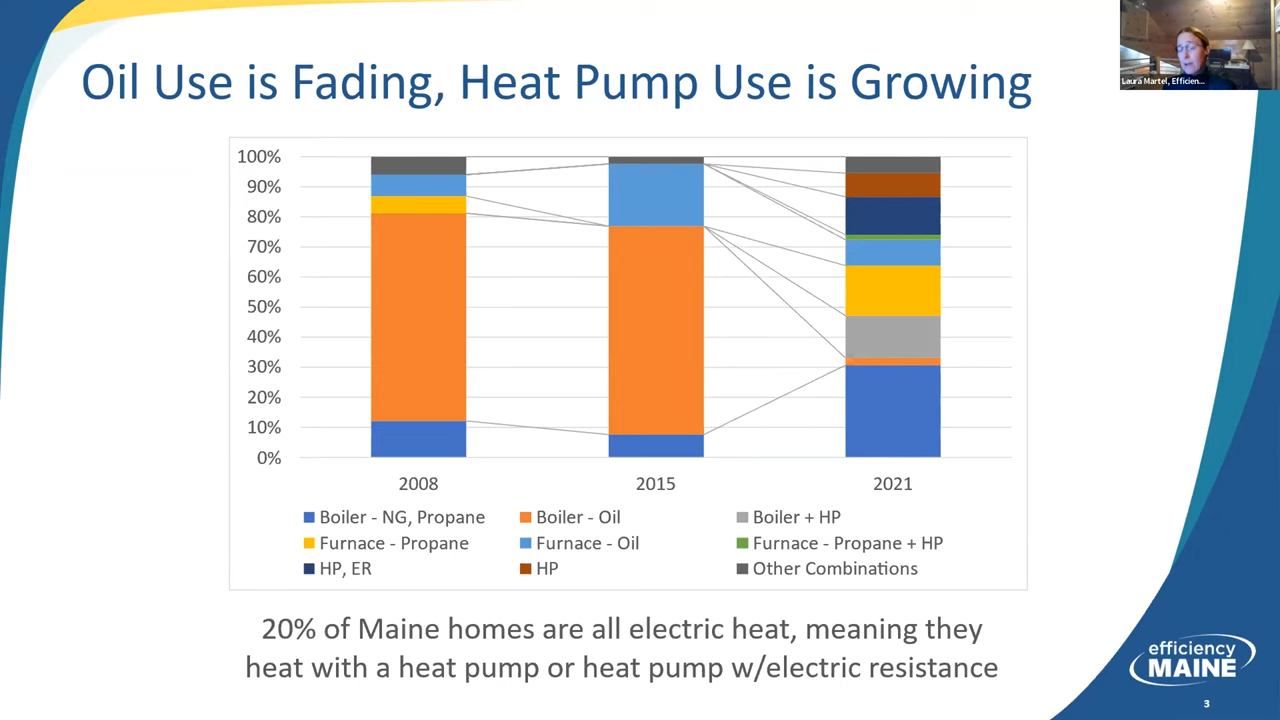 Oil Use is Fading, Heat Pump Use is Growing
Laura Martel, Efficien...
100%
90%
80%
70%
60%
50%
40%
30%
20%
10%
0%
2008 2015 2021
Boiler - NG, Propane Boiler - Oil Boiler + HP
Furnace - Propane Furnace - Oil Furnace - Propane + HP
HP, ER HP Other Combinations
20% of Maine homes are all electric heat, meaning they
heat with a heat pump or heat pump w/electric resistance
efficiency
MAINE
3